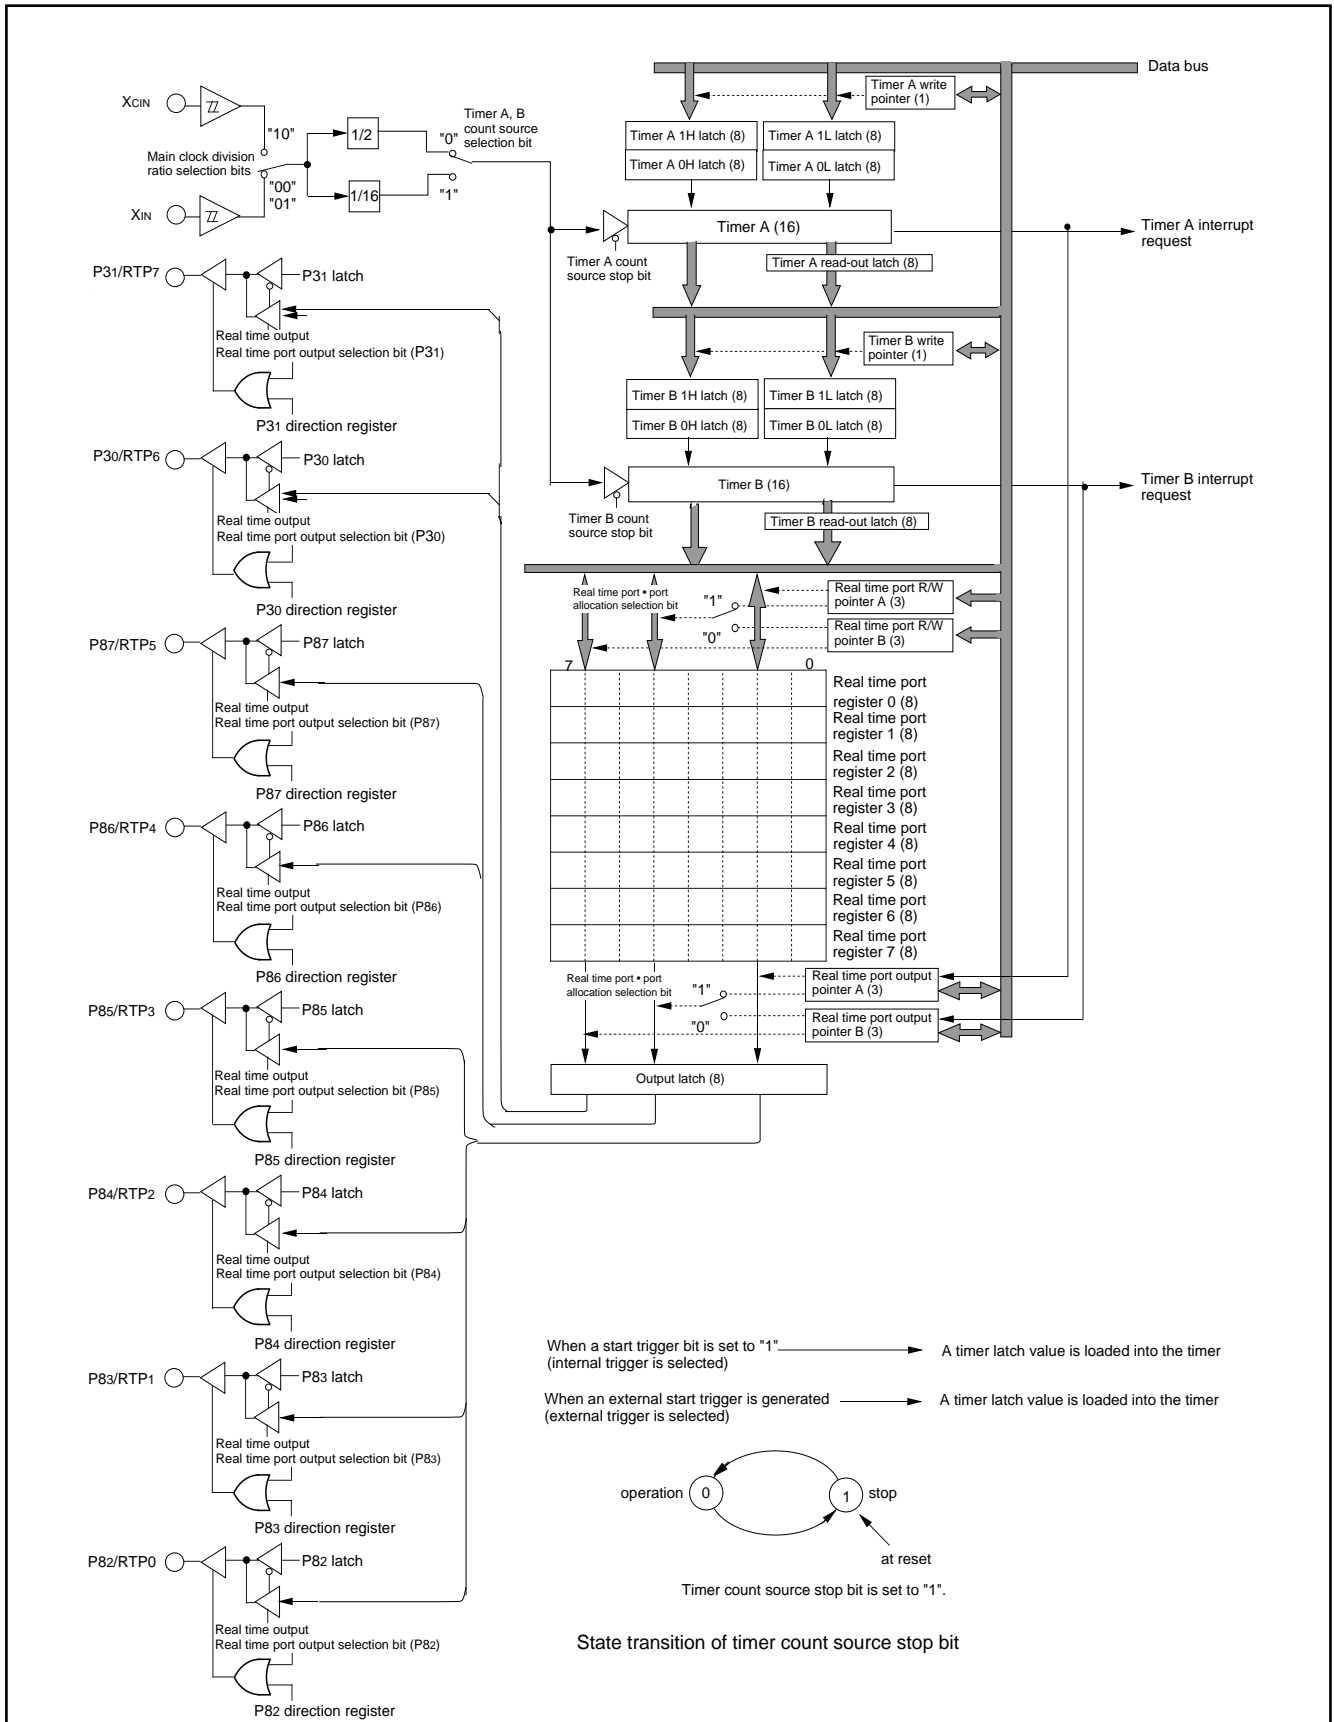 Data bus
XCIN
"10"
Main clock division
ratio selection bits
"00"
"01"
XIN
1/2
1/16
"0"
"1"
Timer A, B
count source
selection bit
Timer A write
pointer (1)
Timer A 1H latch (8)
Timer A 1L latch (8)
Timer A 0H latch (8)
Timer A 0L latch (8)
Timer A (16)
Timer A interrupt
request
Timer A count
source stop bit
Timer A read-out latch (8)
Timer B write
pointer (1)
Timer B 1H latch (8)
Timer B 1L latch (8)
Timer B 0H latch (8)
Timer B 0L latch (8)
Timer B (16)
Timer B interrupt
request
Timer B count
source stop bit
Timer B read-out latch (8)
Real time port • port
allocation selection bit
"1"
"0"
Real time port R/W
pointer A (3)
Real time port R/W
pointer B (3)
7
0
Real time port
register 0 (8)
Real time port
register 1 (8)
Real time port
register 2 (8)
Real time port
register 3 (8)
Real time port
register 4 (8)
Real time port
register 5 (8)
Real time port
register 6 (8)
Real time port
register 7 (8)
Real time port • port
allocation selection bit
"1"
"0"
Real time port output
pointer A (3)
Real time port output
pointer B (3)
Output latch (8)
P31/RTP7
P31 latch
Real time output
Real time port output selection bit (P31)
P31 direction register
P30/RTP6
P30 latch
Real time output
Real time port output selection bit (P30)
P30 direction register
P87/RTP5
P87 latch
Real time output
Real time port output selection bit (P87)
P87 direction register
P86/RTP4
P86 latch
Real time output
Real time port output selection bit (P86)
P86 direction register
P85/RTP3
P85 latch
Real time output
Real time port output selection bit (P85)
P85 direction register
P84/RTP2
P84 latch
Real time output
Real time port output selection bit (P84)
P84 direction register
P83/RTP1
P83 latch
Real time output
Real time port output selection bit (P83)
P83 direction register
P82/RTP0
P82 latch
Real time output
Real time port output selection bit (P82)
P82 direction register
When a start trigger bit is set to "1"
(internal trigger is selected)
A timer latch value is loaded into the timer
When an external start trigger is generated
(external trigger is selected)
A timer latch value is loaded into the timer
operation
0
1
stop
at reset
Timer count source stop bit is set to "1".
State transition of timer count source stop bit